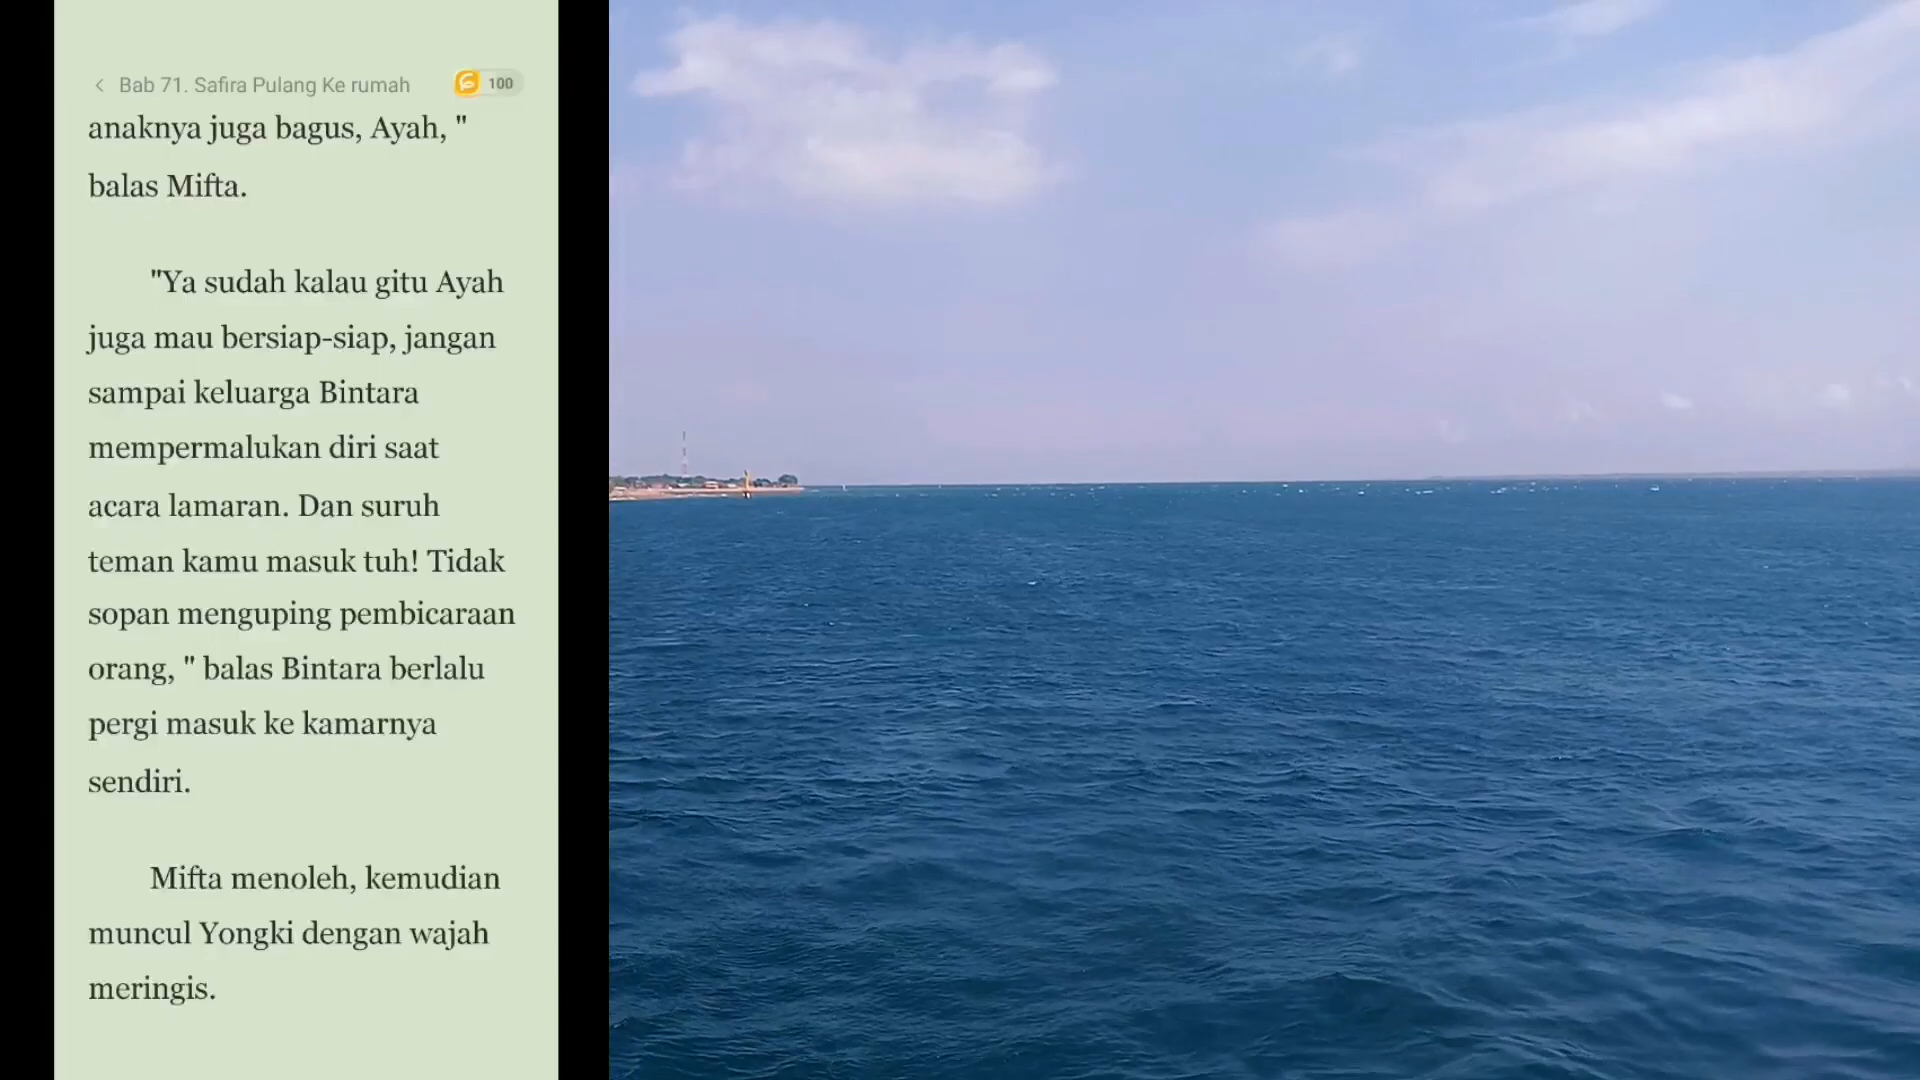 Bab 71. Safira Pulang Ke rumah
100
anaknya juga bagus, Ayah, "
balas Mifta.
"Ya sudah kalau gitu Ayah
juga mau bersiap-siap, jangan
sampai keluarga Bintara
mempermalukan diri saat
acara lamaran. Dan suruh
teman kamu masuk tuh! Tidak
sopan menguping pembicaraan
orang, " balas Bintara berlalu
pergi masuk ke kamarnya
sendiri.
Mifta menoleh, kemudian
muncul Yongki dengan wajah
meringis.